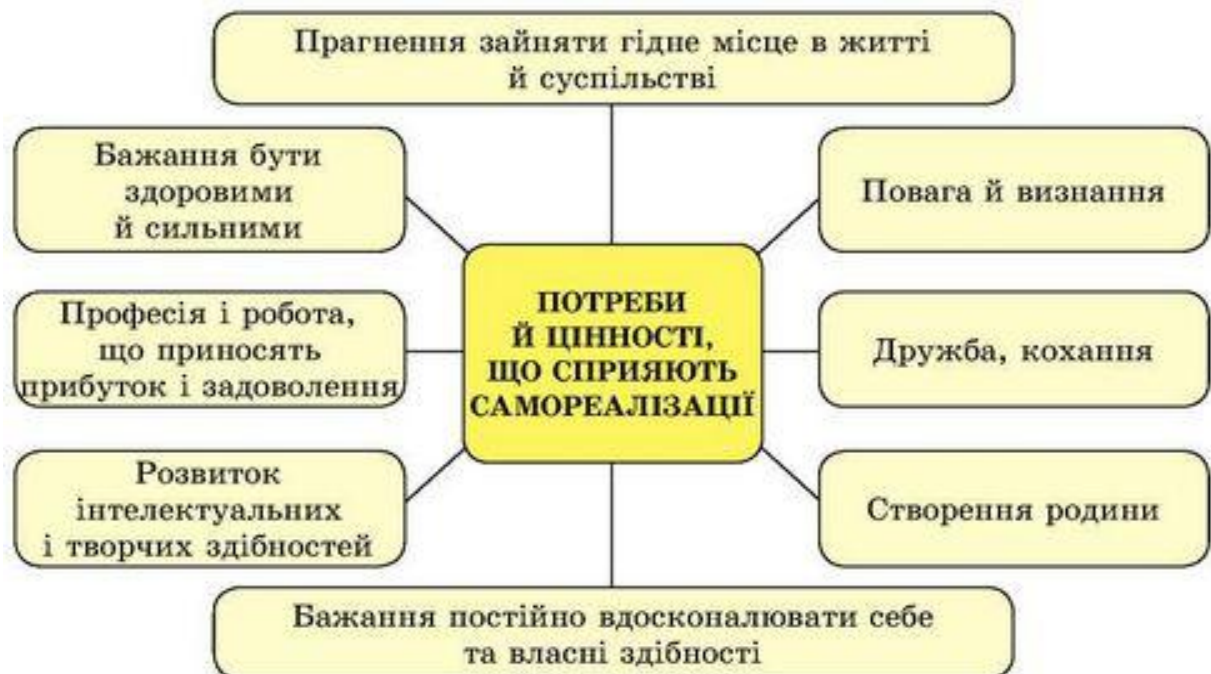 Прагнення зайняти гідне місце в житті
й суспільстві
Бажання бути
здоровими
й сильними
Повага й визнання
ПОТРЕБИ
Й ЦІННОСТІ,
ЩО СПРИЯЮТЬ
САМОРЕАЛІЗАЦІЇ
Професія і робота,
що приносять
прибуток і задоволення
Дружба, кохання
Розвиток
інтелектуальних
і творчих здібностей
Створення родини
Бажання постійно вдосконалювати себе
та власні здібності